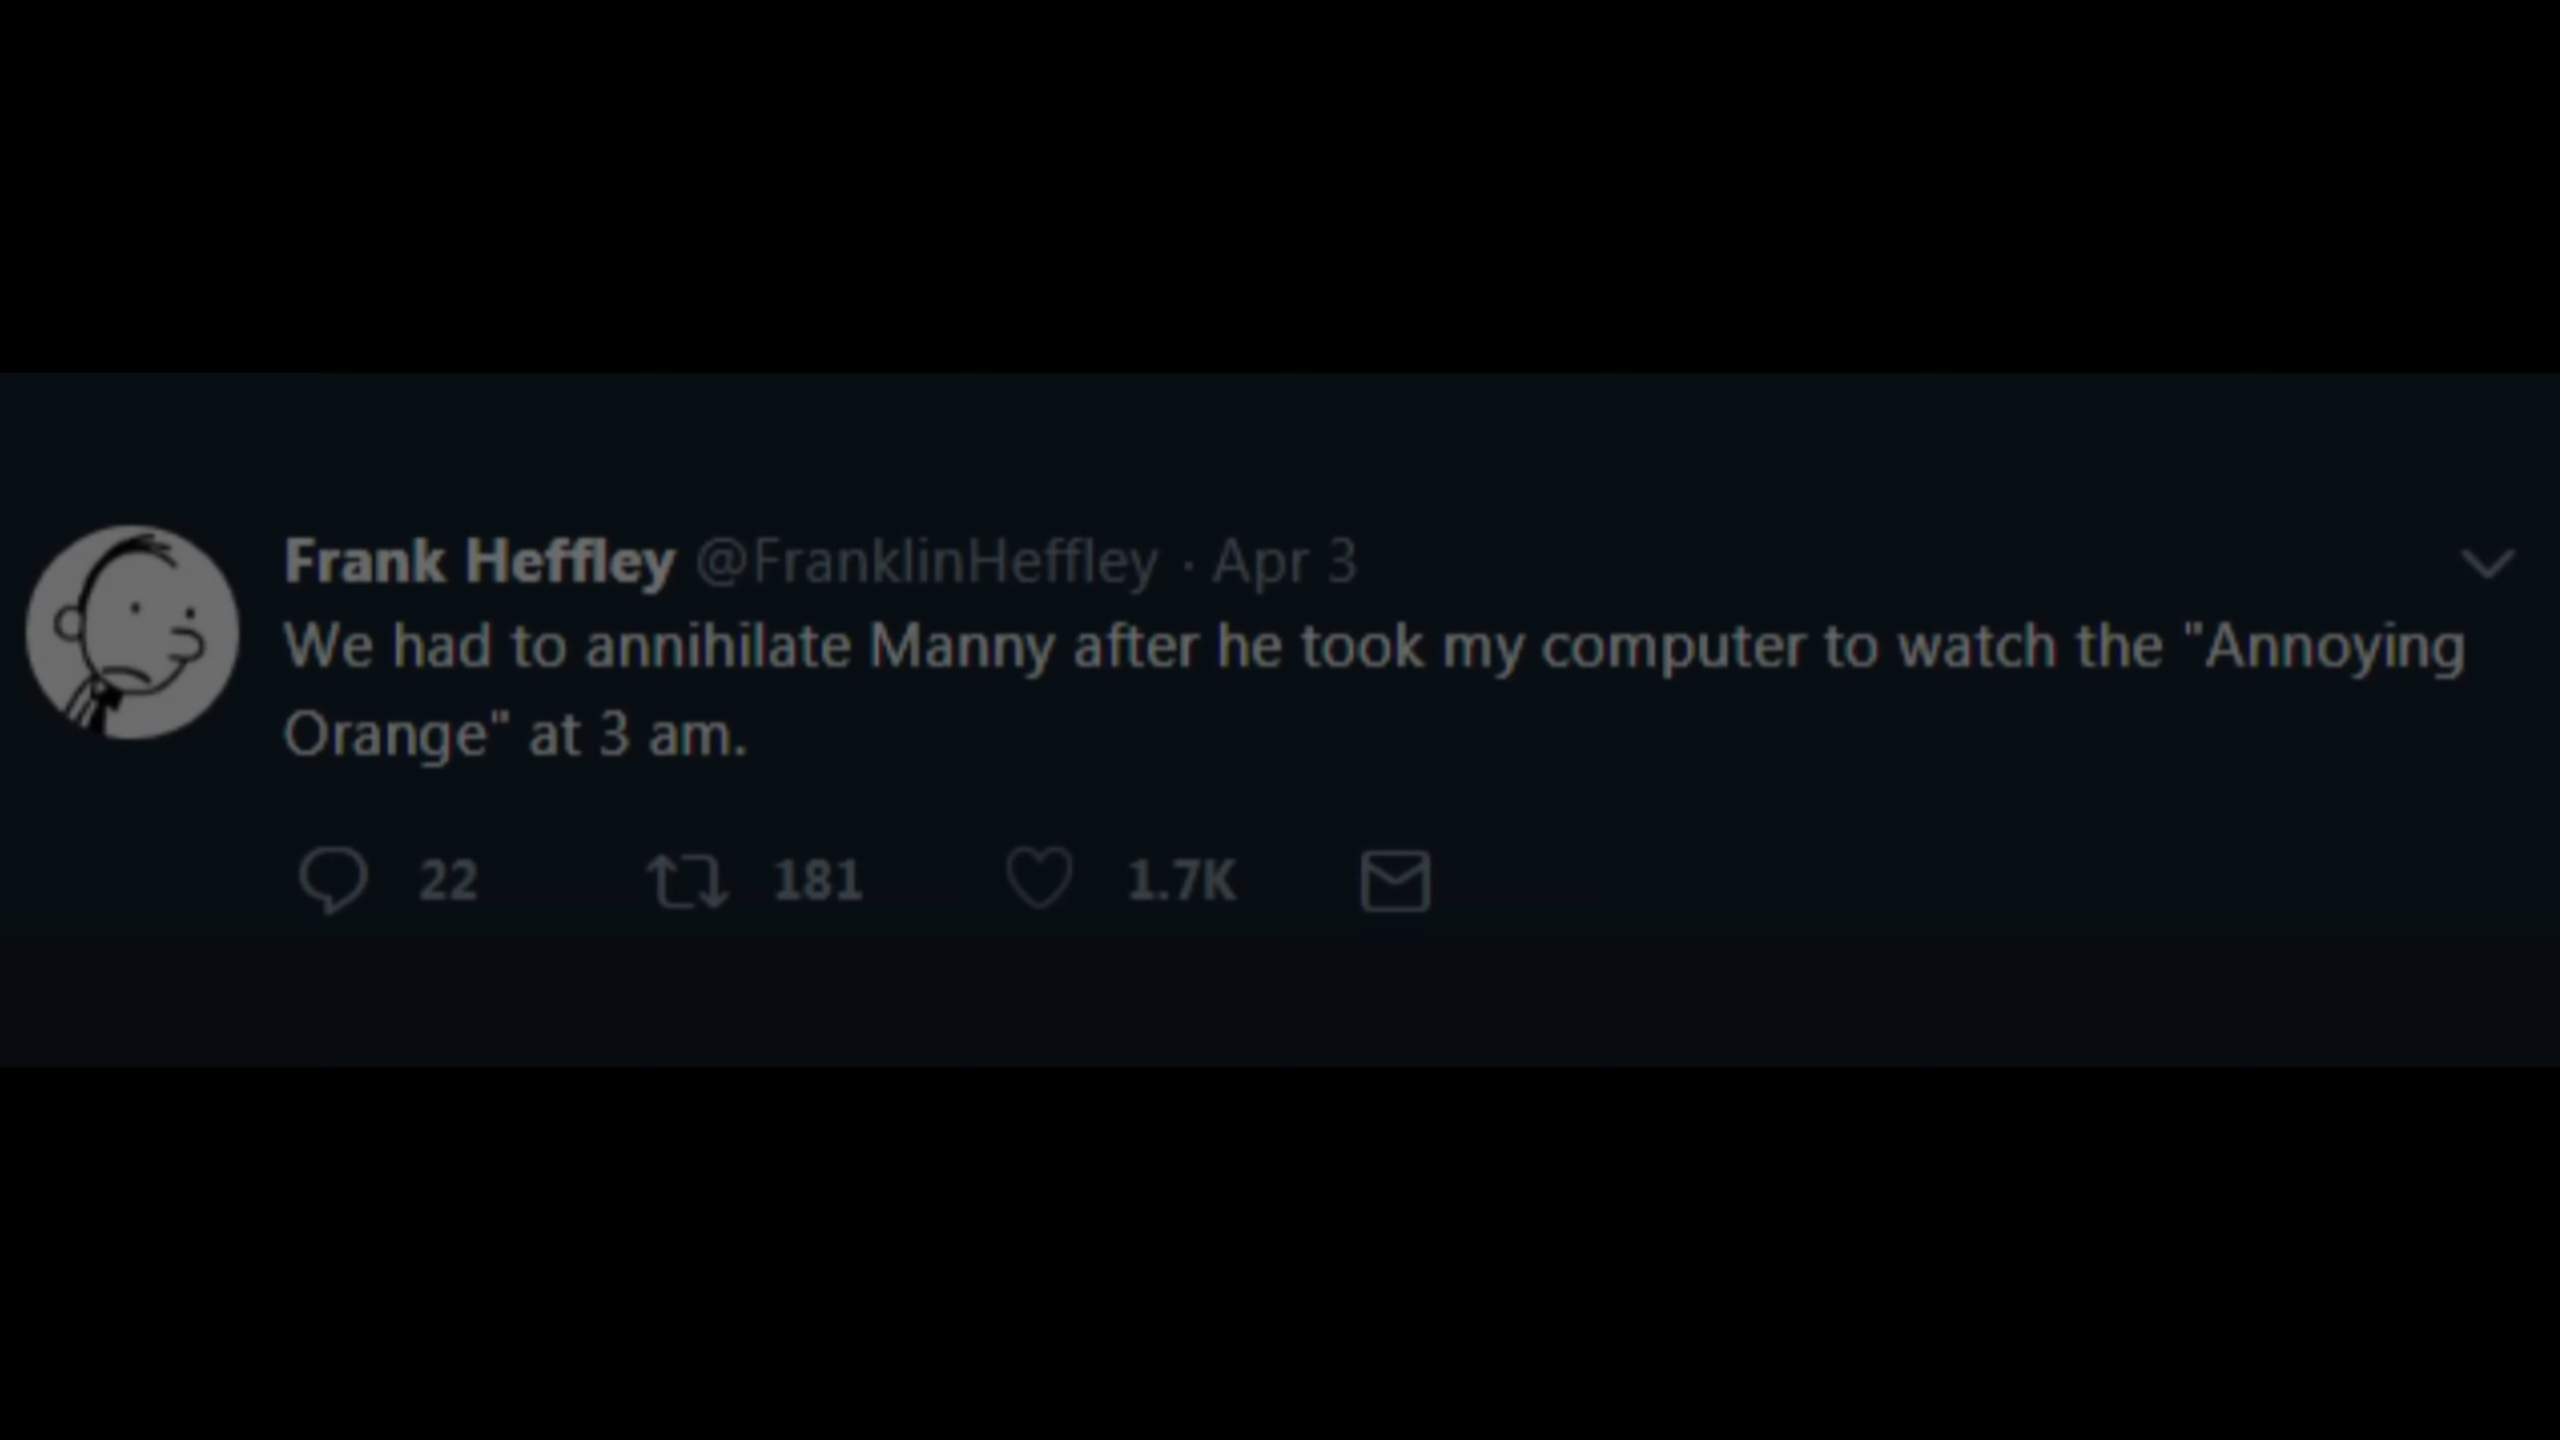 Frank Heffley @FranklinHeffley · Apr 3
We had to annihilate Manny after he took my computer to watch the "Annoying
Orange" at 3 am.
22 181 1.7K